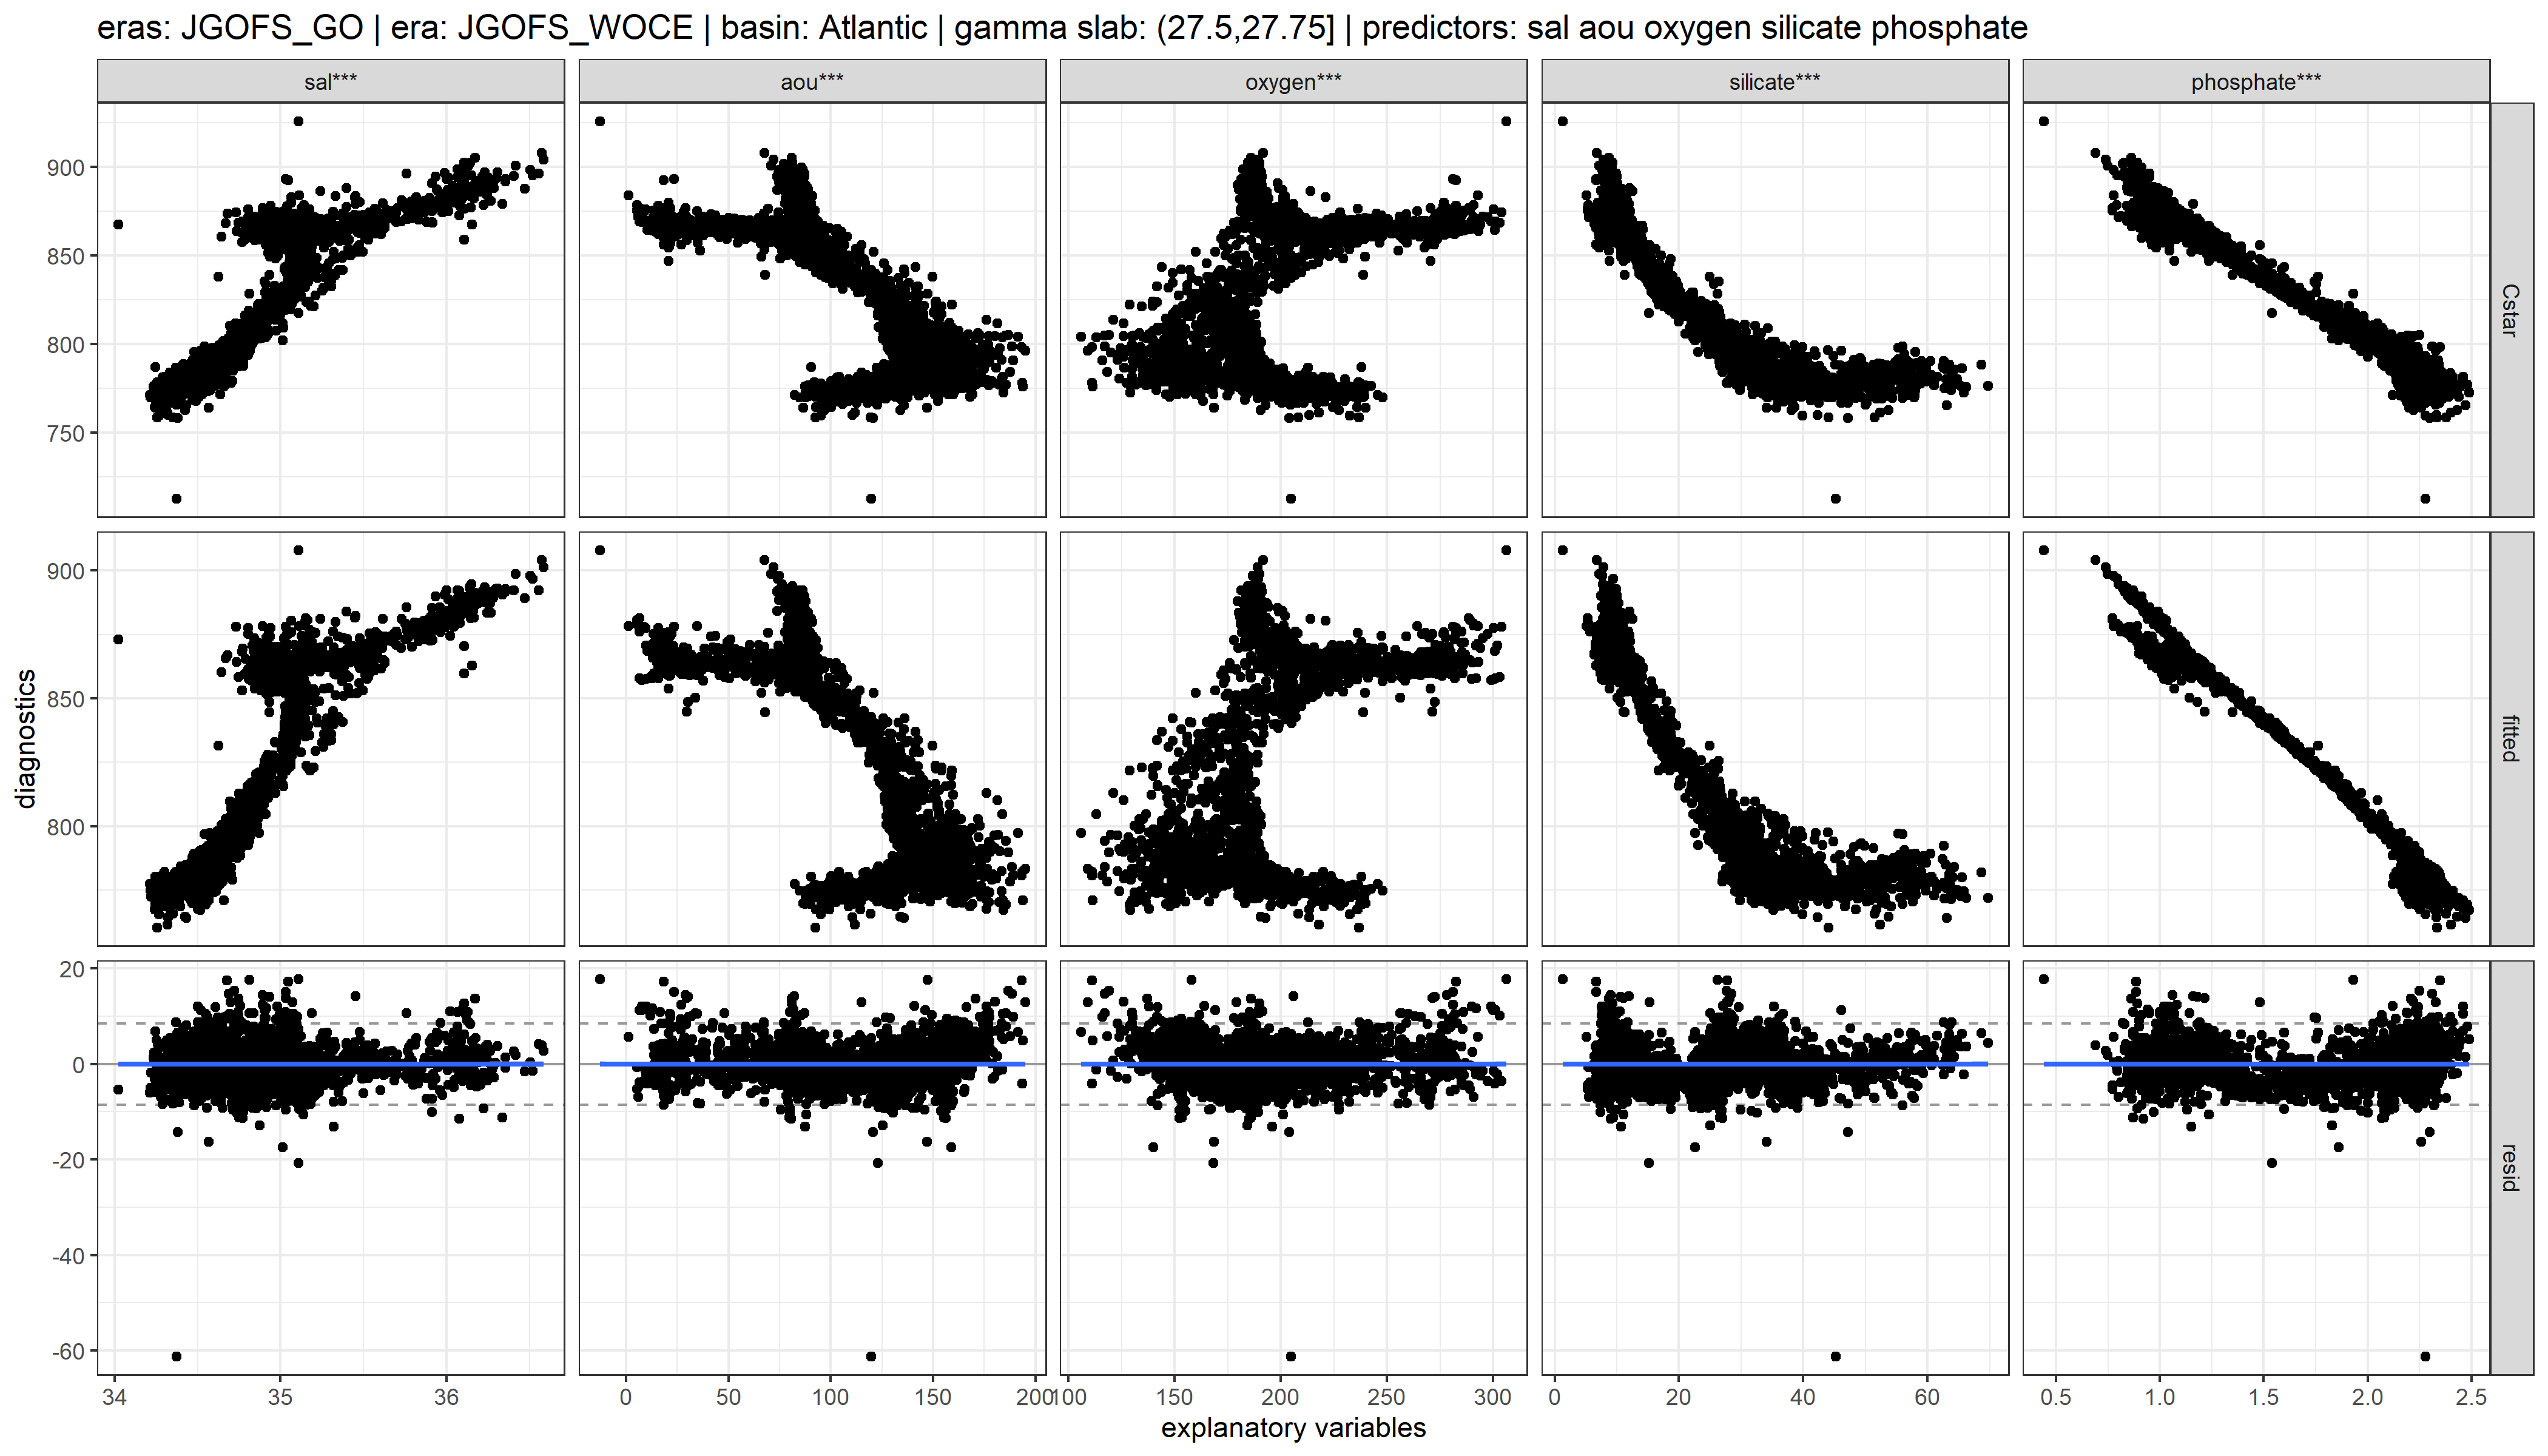 eras: JGOFS_GO | era: JGOFS_WOCE | basin: Atlantic | gamma slab: (27.5,27.75] | predictors: sal aou oxygen silicate phosphate
sal*** aou*** oxygen*** silicate*** phosphate***
900
850
800
750
Cstar
900
850
800
fitted
diagnostics
20
0
-20
-40
-60
resid
34 35 36 0 50 100 150 200 100 150 200 250 300 0 20 40 60 0.5 1.0 1.5 2.0 2.5
explanatory variables